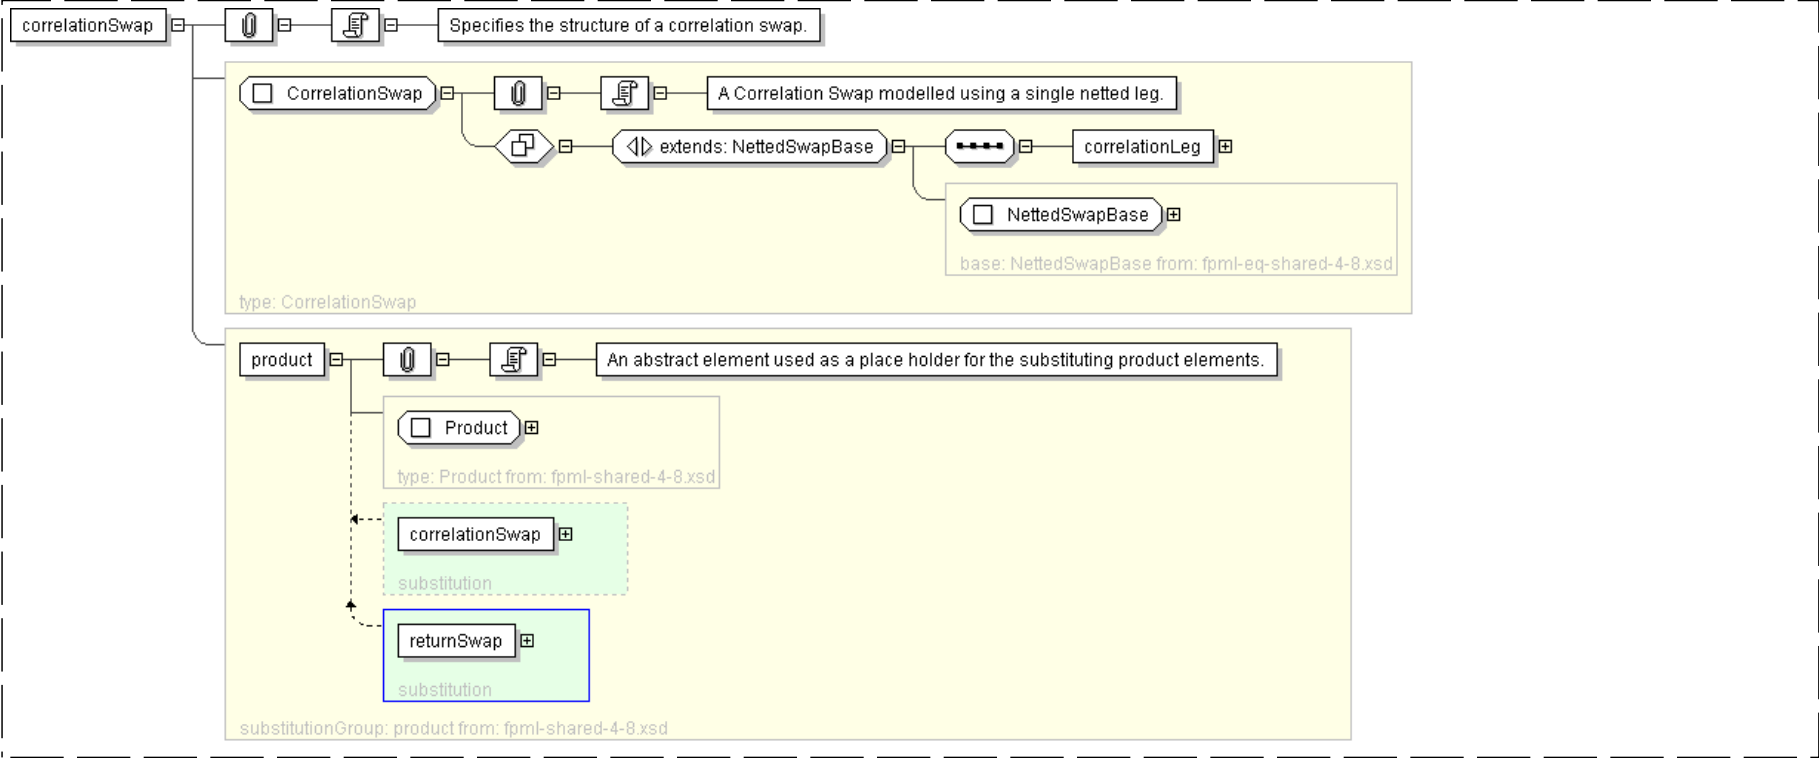 correlationSwap
Specifies the structure of a correlation swap.
CorrelationSwap
A Correlation Swap modelled using a single netted leg.
extends: NettedSwapBase
correlationLeg
NettedSwapBase
base: NettedSwapBase from: fpml-eq-shared-4-8.xsd
type: CorrelationSwap
product
An abstract element used as a place holder for the substituting product elements.
Product
type: Product from: fpml-shared-4-8.xsd
correlationSwap
substitution
returnSwap
substitution
substitutionGroup: product from: fpml-shared-4-8.xsd